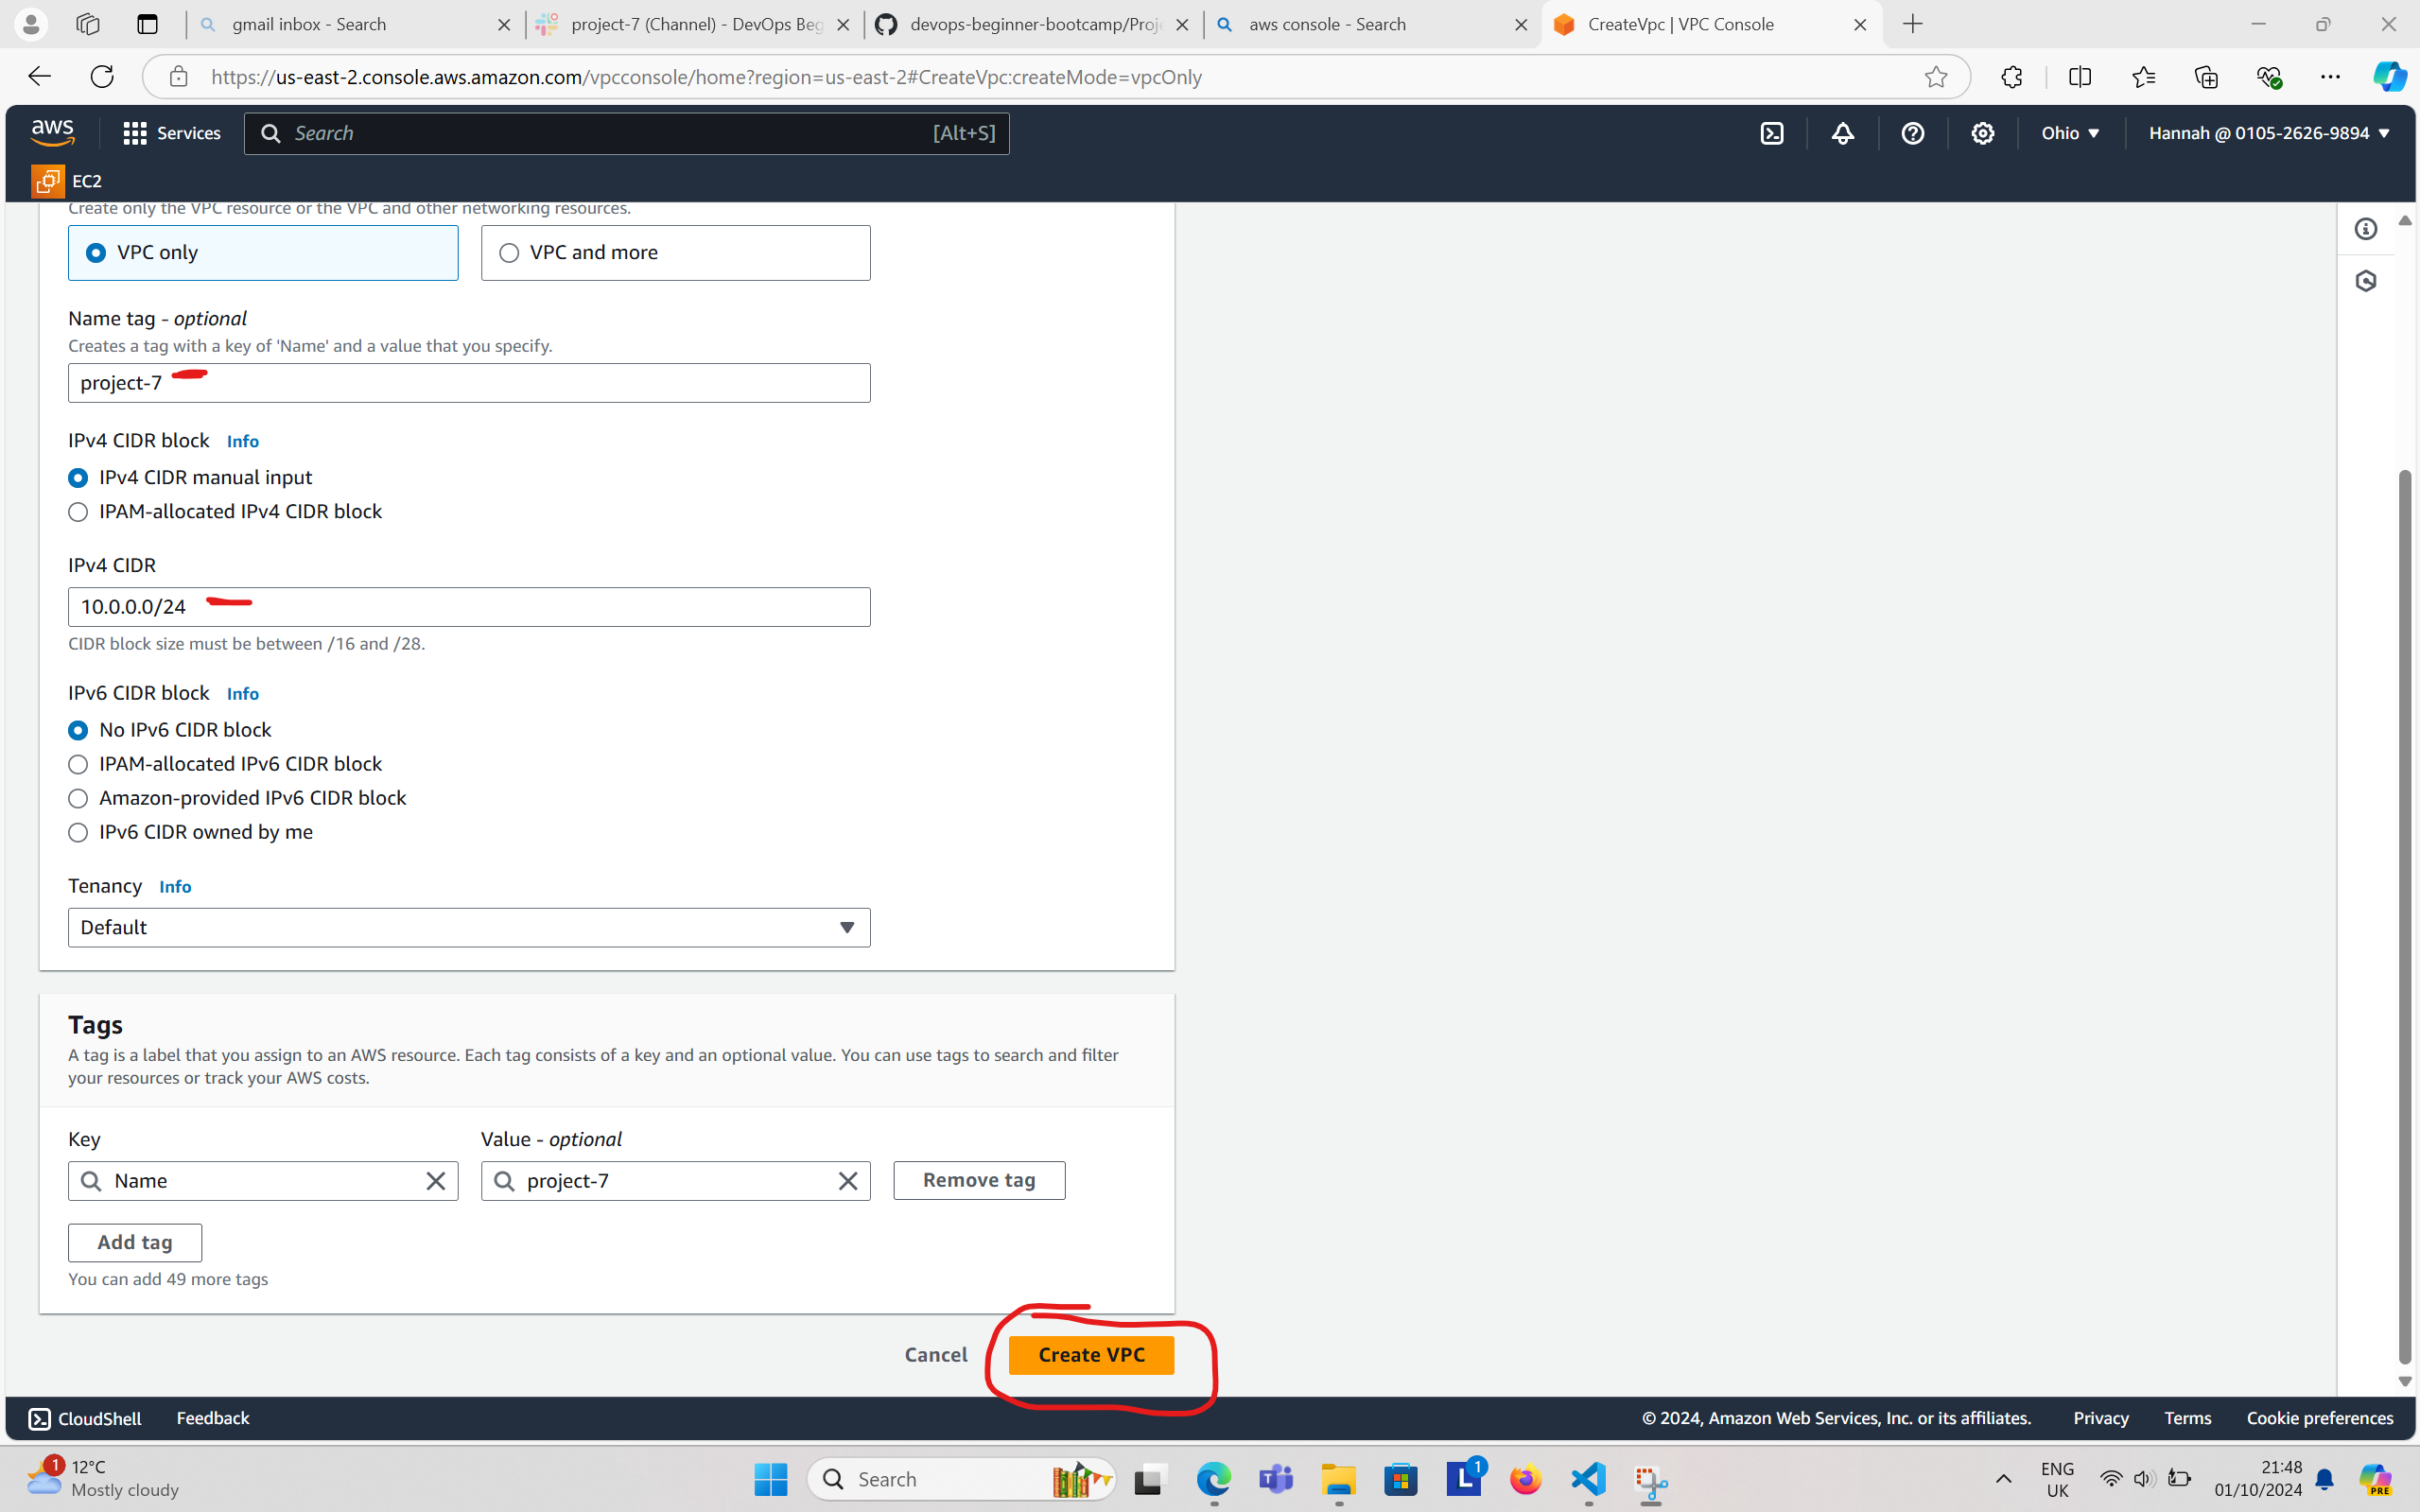 gmail inbox - Search
project-7 (Channel) - DevOps Beg
devops-beginner-bootcamp/Proje
aws console - Search
CreateVpc | VPC Console
https://us-east-2.console.aws.amazon.com/vpcconsole/home?region=us-east-2#CreateVpc:createMode=vpcOnly
aws
Services
Search
[Alt+S]
Ohio
Hannah @ 0105-2626-9894
EC2
Create only the VPC resource or the VPC and other networking resources.
VPC only
VPC and more
Name tag - optional
Creates a tag with a key of 'Name' and a value that you specify.
project-7
IPv4 CIDR block Info
IPv4 CIDR manual input
IPAM-allocated IPv4 CIDR block
IPv4 CIDR
10.0.0.0/24
CIDR block size must be between /16 and /28.
IPv6 CIDR block Info
No IPv6 CIDR block
IPAM-allocated IPv6 CIDR block
Amazon-provided IPv6 CIDR block
IPv6 CIDR owned by me
Tenancy Info
Default
Tags
A tag is a label that you assign to an AWS resource. Each tag consists of a key and an optional value. You can use tags to search and filter
your resources or track your AWS costs.
Key
Value - optional
Name
project-7
Remove tag
Add tag
You can add 49 more tags
Cancel
Create VPC
CloudShell
Feedback
© 2024, Amazon Web Services, Inc. or its affiliates.
Privacy
Terms
Cookie preferences
1
12°C
Mostly cloudy
Search
L
1
ENG
UK
21:48
01/10/2024
PRE